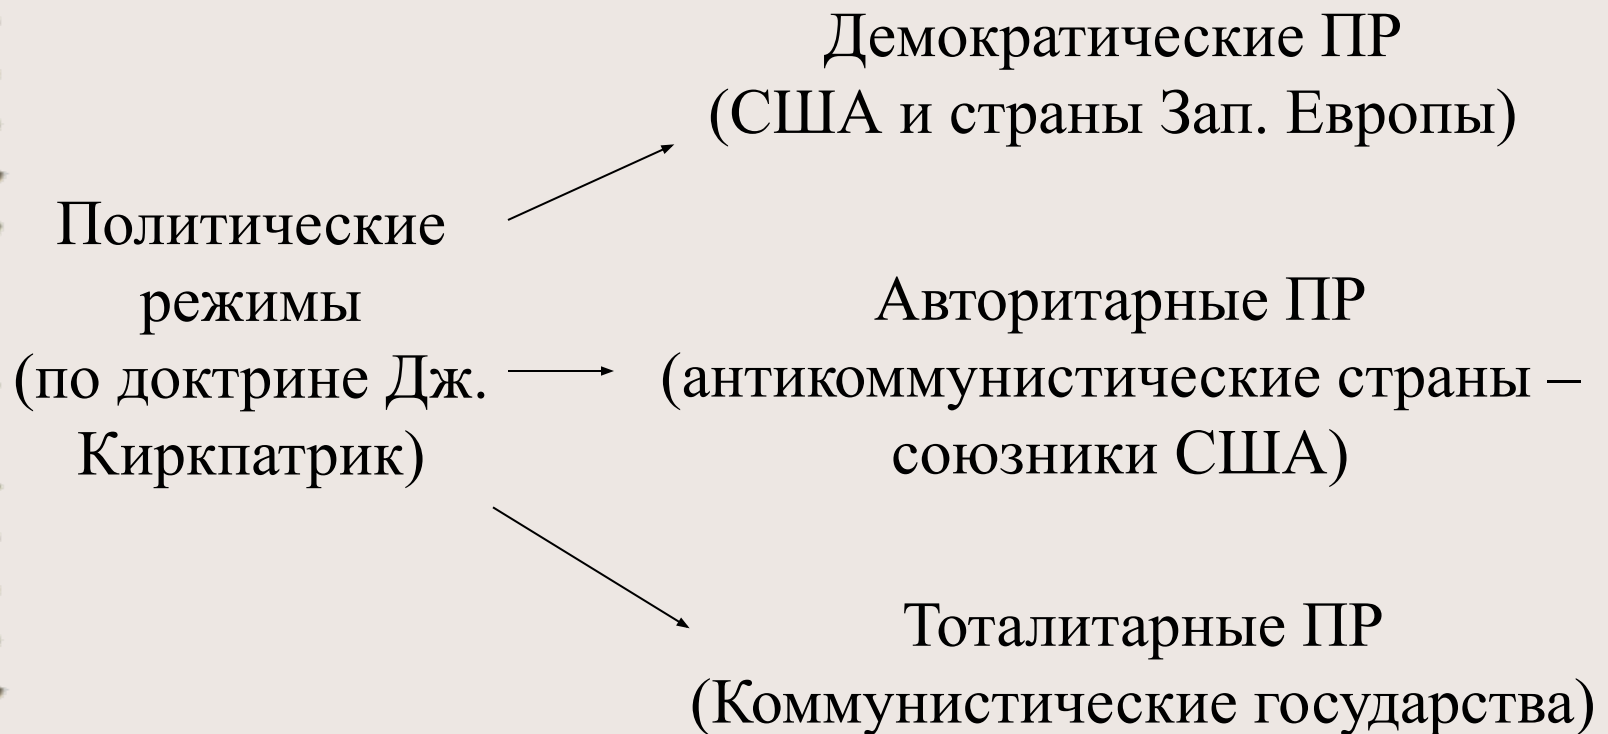 Демократические ПР
(США и страны Зап. Европы)
Политические
режимы
(по доктрине Дж.
Киркпатрик)
Авторитарные ПР
(антикоммунистические страны –
союзники США)
Тоталитарные ПР
(Коммунистические государства)